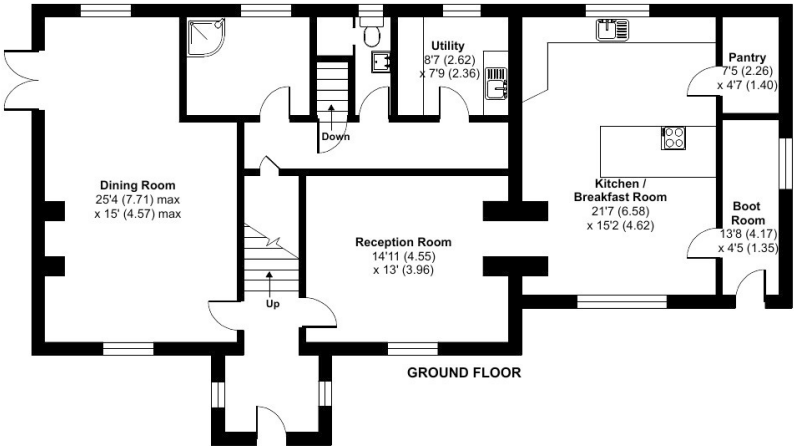 Utility
8'7 (2.62)
x 7'9 (2.36)
Pantry
7'5 (2.26)
x 4'7 (1.40)
Down
Dining Room
25'4 (7.71) max
x 15' (4.57) max
Kitchen /
Breakfast Room
21'7 (6.58)
x 15'2 (4.62)
Boot
Room
13'8 (4.17)
x 4'5 (1.35)
Reception Room
14'11 (4.55)
x 13' (3.96)
Up
GROUND FLOOR